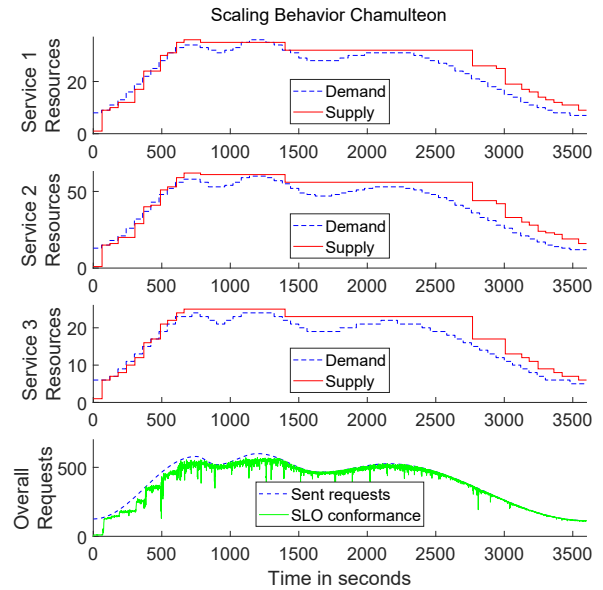 Scaling Behavior Chamulteon
Service 1
Resources
20
0
Demand
Supply
0 500 1000 1500 2000 2500 3000 3500
Service 2
Resources
50
0
Demand
Supply
0 500 1000 1500 2000 2500 3000 3500
Service 3
Resources
20
0
Demand
Supply
0 500 1000 1500 2000 2500 3000 3500
Overall
Requests
500
0
Sent requests
SLO conformance
0 500 1000 1500 2000 2500 3000 3500
Time in seconds